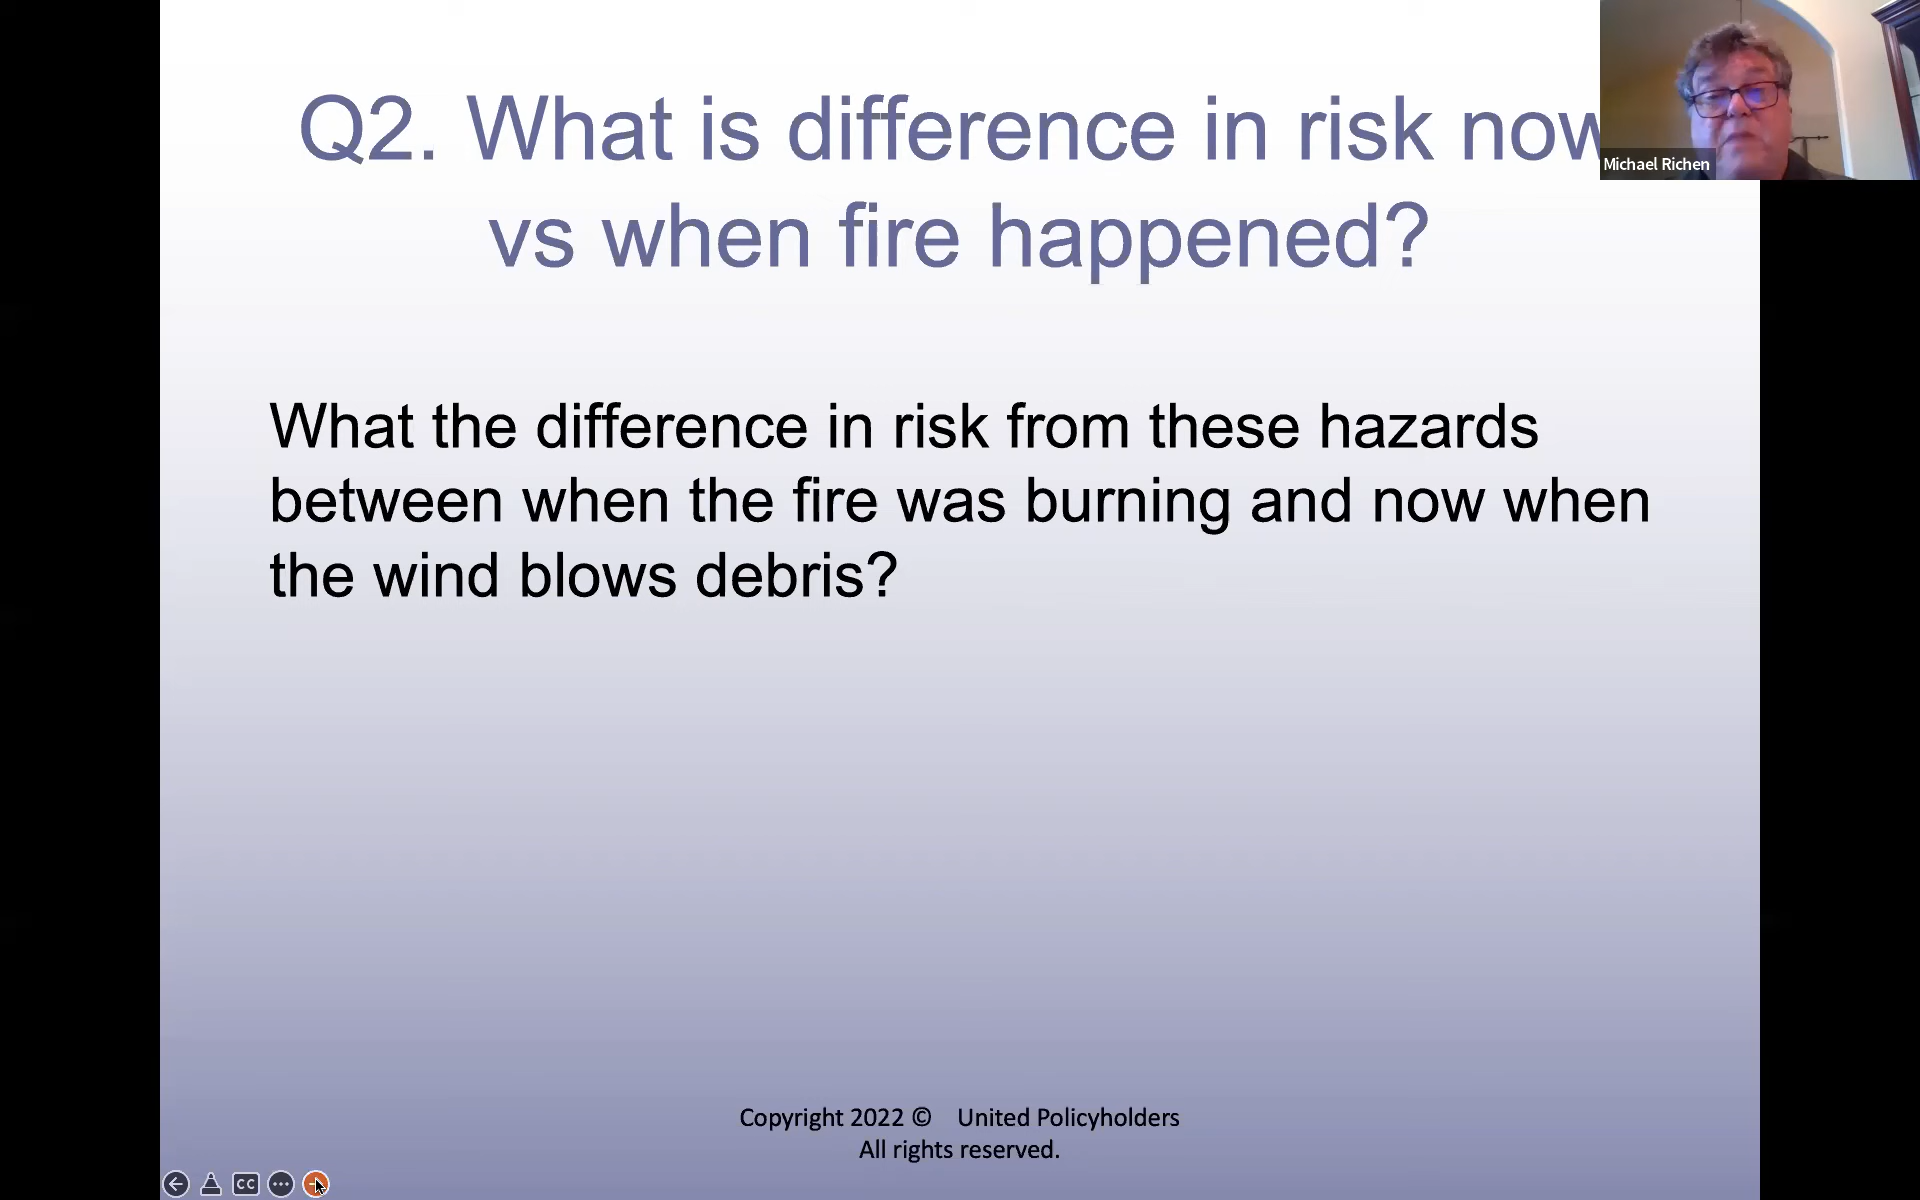 Q2. What is difference in risk now
vs when fire happened?
Michael Richen
What the difference in risk from these hazards
between when the fire was burning and now when
the wind blows debris?
Copyright 2022 © United Policyholders
All rights reserved.
CC